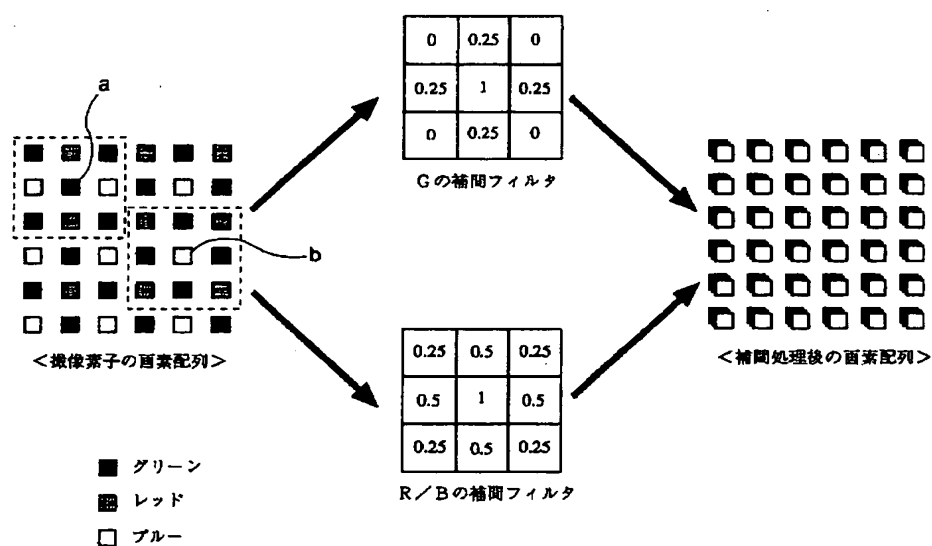 a
b
0 0.25 0
0.25 1 0.25
0 0.25 0
Gの補間フィルタ
<撮像素子の画素配列>
0.25 0.5 0.25
0.5 1 0.5
0.25 0.5 0.25
R/Bの補間フィルタ
<補間処理後の画素配列>
グリーン
レッド
ブルー